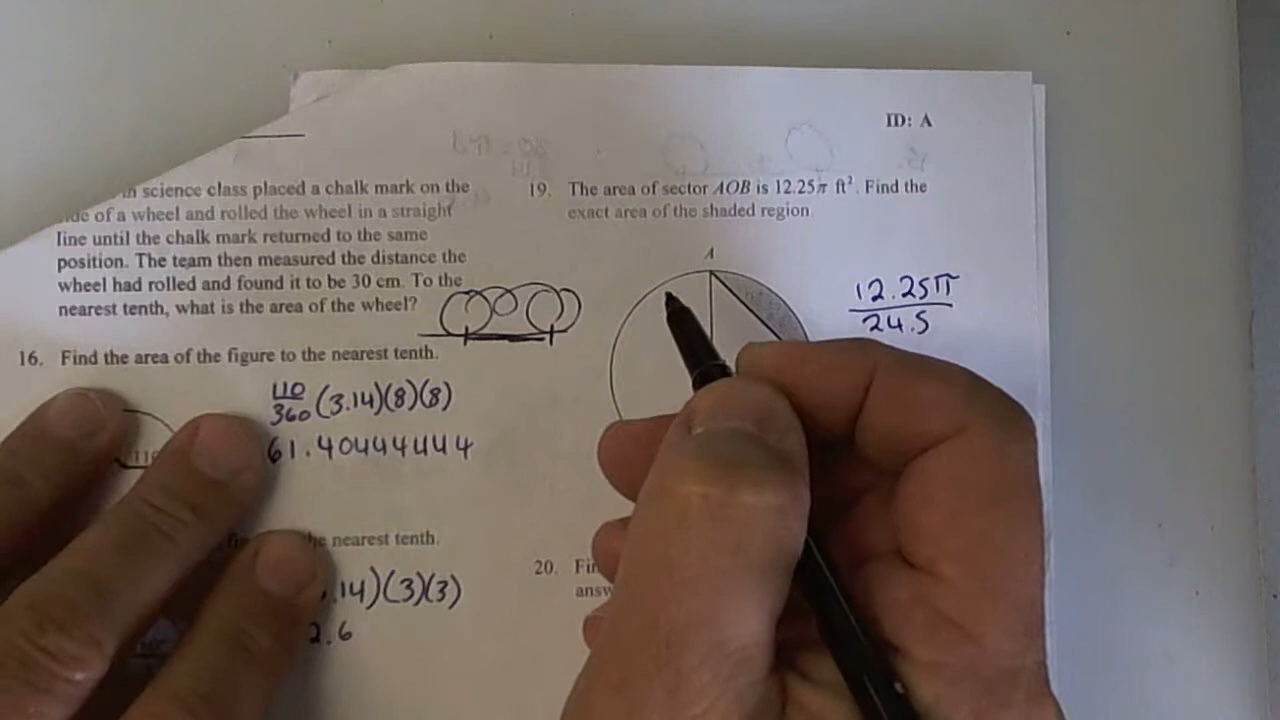 ID: A
in science class placed a chalk mark on the
of a wheel and rolled the wheel in a straight
line until the chalk mark returned to the same
position. The team then measured the distance the
wheel had rolled and found it to be 30 cm. To the
nearest tenth, what is the area of the wheel?
16. Find the area of the figure to the nearest tenth.
110
360 (3.14)(8)(8)
61.40444444
the nearest tenth.
.14)(3)(3)
2.6
19. The area of sector AOB is 12.25π ft². Find the
exact area of the shaded region
A
12.25π
24.5
20.